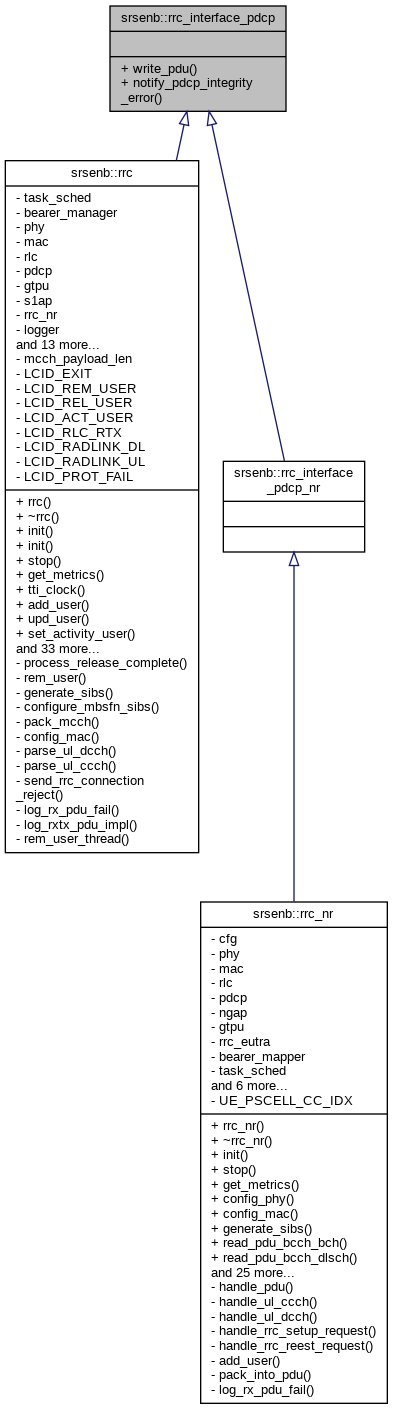 srsenb::rrc_interface_pdcp
+ write_pdu()
+ notify_pdcp_integrity
_error()
srsenb::rrc
- task_sched
- bearer_manager
- phy
- mac
- rlc
- pdcp
- gtpu
- s1ap
- rrc_nr
- logger
and 13 more...
- mcch_payload_len
- LCID_EXIT
- LCID_REM_USER
- LCID_REL_USER
- LCID_ACT_USER
- LCID_RLC_RTX
- LCID_RADLINK_DL
- LCID_RADLINK_UL
- LCID_PROT_FAIL
+ rrc()
+ ~rrc()
+ init()
+ init()
+ stop()
+ get_metrics()
+ tti_clock()
+ add_user()
+ upd_user()
+ set_activity_user()
and 33 more...
- process_release_complete()
- rem_user()
- generate_sibs()
- configure_mbsfn_sibs()
- pack_mcch()
- config_mac()
- parse_ul_dcch()
- parse_ul_ccch()
- send_rrc_connection
_reject()
- log_rx_pdu_fail()
- log_rxtx_pdu_impl()
- rem_user_thread()
srsenb::rrc_interface
_pdcp_nr
srsenb::rrc_nr
- cfg
- phy
- mac
- rlc
- pdcp
- ngap
- gtpu
- rrc_eutra
- bearer_mapper
- task_sched
and 6 more...
- UE_PSCELL_CC_IDX
+ rrc_nr()
+ ~rrc_nr()
+ init()
+ stop()
+ get_metrics()
+ config_phy()
+ config_mac()
+ generate_sibs()
+ read_pdu_bcch_bch()
+ read_pdu_bcch_dlsch()
and 25 more...
- handle_pdu()
- handle_ul_ccch()
- handle_ul_dcch()
- handle_rrc_setup_request()
- handle_rrc_reest_request()
- add_user()
- pack_into_pdu()
- log_rx_pdu_fail()